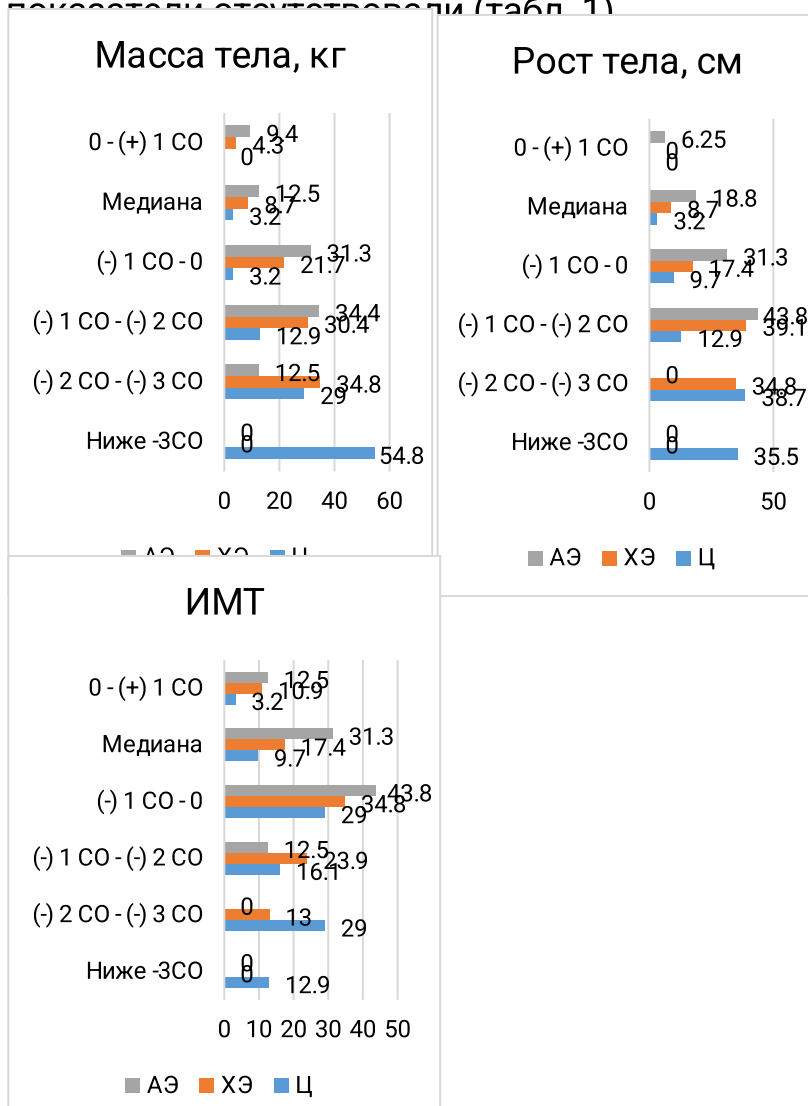 показатели отсутствовали (табл. 1)
Масса тела, кг
0 - (+) 1 СО
9.4
4.3
0
Медиана
12.5
8.7
3.2
(-) 1 СО - 0
31.3
21.7
3.2
(-) 1 СО - (-) 2 СО
34.4
30.4
12.9
(-) 2 СО - (-) 3 СО
12.5
34.8
29
Ниже -3СО
0
0
54.8
0 20 40 60
АЭ ХЭ Ц
Рост тела, см
0 - (+) 1 СО
6.25
0
0
Медиана
18.8
8.7
3.2
(-) 1 СО - 0
31.3
17.4
9.7
(-) 1 СО - (-) 2 СО
43.8
39.1
12.9
(-) 2 СО - (-) 3 СО
0
34.8
38.7
Ниже -3СО
0
0
35.5
0 50
АЭ ХЭ Ц
ИМТ
0 - (+) 1 СО
12.5
10.9
3.2
Медиана
31.3
17.4
9.7
(-) 1 СО - 0
43.8
34.8
29
(-) 1 СО - (-) 2 СО
12.5
23.9
16.1
(-) 2 СО - (-) 3 СО
0
13
29
Ниже -3СО
0
0
12.9
0 10 20 30 40 50
АЭ ХЭ Ц